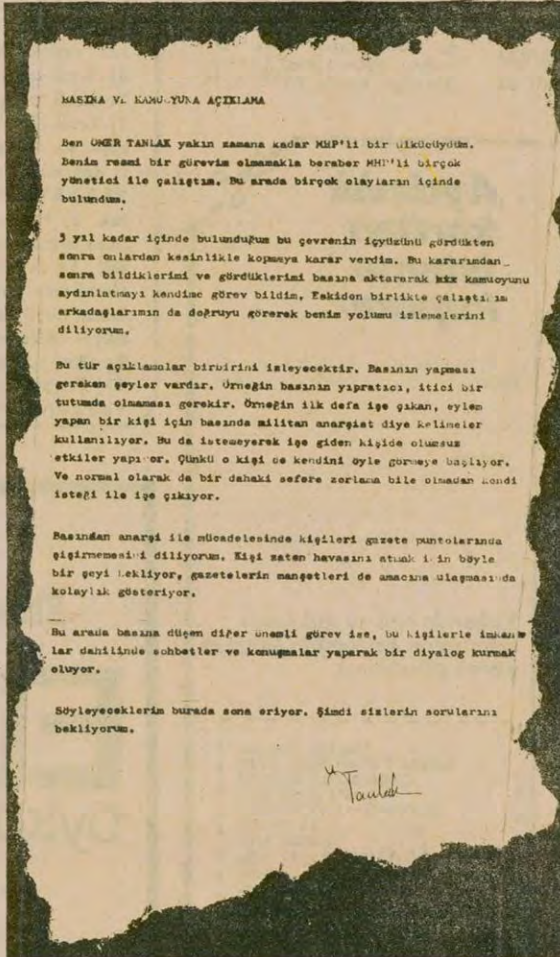 BASINA VE KAMUOYUNA AÇIKLAMA
Ben ÖMER TANLAK yakın zamana kadar MHP'li bir ülkücüydüm.
Benim resmi bir görevim olmamakla beraber MHP'li birçok
yönetici ile çalıştım. Bu arada birçok olayların içinde
bulundum.
3 yıl kadar içinde bulunduğum bu çevrenin içyüzünü gördükten
sonra onlardan kesinlikle kopmaya karar verdim. Bu kararımdan
sonra bildiklerimi ve gördüklerimi basına aktararak kamuoyunu
aydınlatmayı kendime görev bildim. Eskiden birlikte çalıştığım
arkadaşlarımın da doğruyu görerek benim yolumu izlemelerini
diliyorum.
Bu tür açıklamalar birbirini izleyecektir. Basının yapması
gereken şeyler vardır. Örneğin basının yıpratıcı, itici bir
tutumda olmaması gerekir. Örneğin ilk defa işe çıkan, eylem
yapan bir kişi için basında militan anarşist diye kelimeler
kullanılıyor. Bu da istemeyerek işe giden kişide olumsuz
etkiler yapıyor. Çünkü o kişi de kendini öyle görmeye başlıyor.
Ve normal olarak da bir dahaki sefere zorlama bile olmadan kendi
isteği ile işe çıkıyor.
Basından anarşi ile mücadelesinde kişileri gazete puntolarında
şişirmemesini diliyorum. Kişi zaten havasını atmak için böyle
bir şeyi bekliyor, gazetelerin manşetleri de amacına ulaşmasında
kolaylık gösteriyor.
Bu arada basına düşen diğer önemli görev ise, bu kişilerle imkan
lar dahilinde sohbetler ve konuşmalar yaparak bir diyalog kurmak
oluyor.
Söyleyeceklerim burada sona eriyor. Şimdi sizlerin sorularını
bekliyorum.
Tanlak